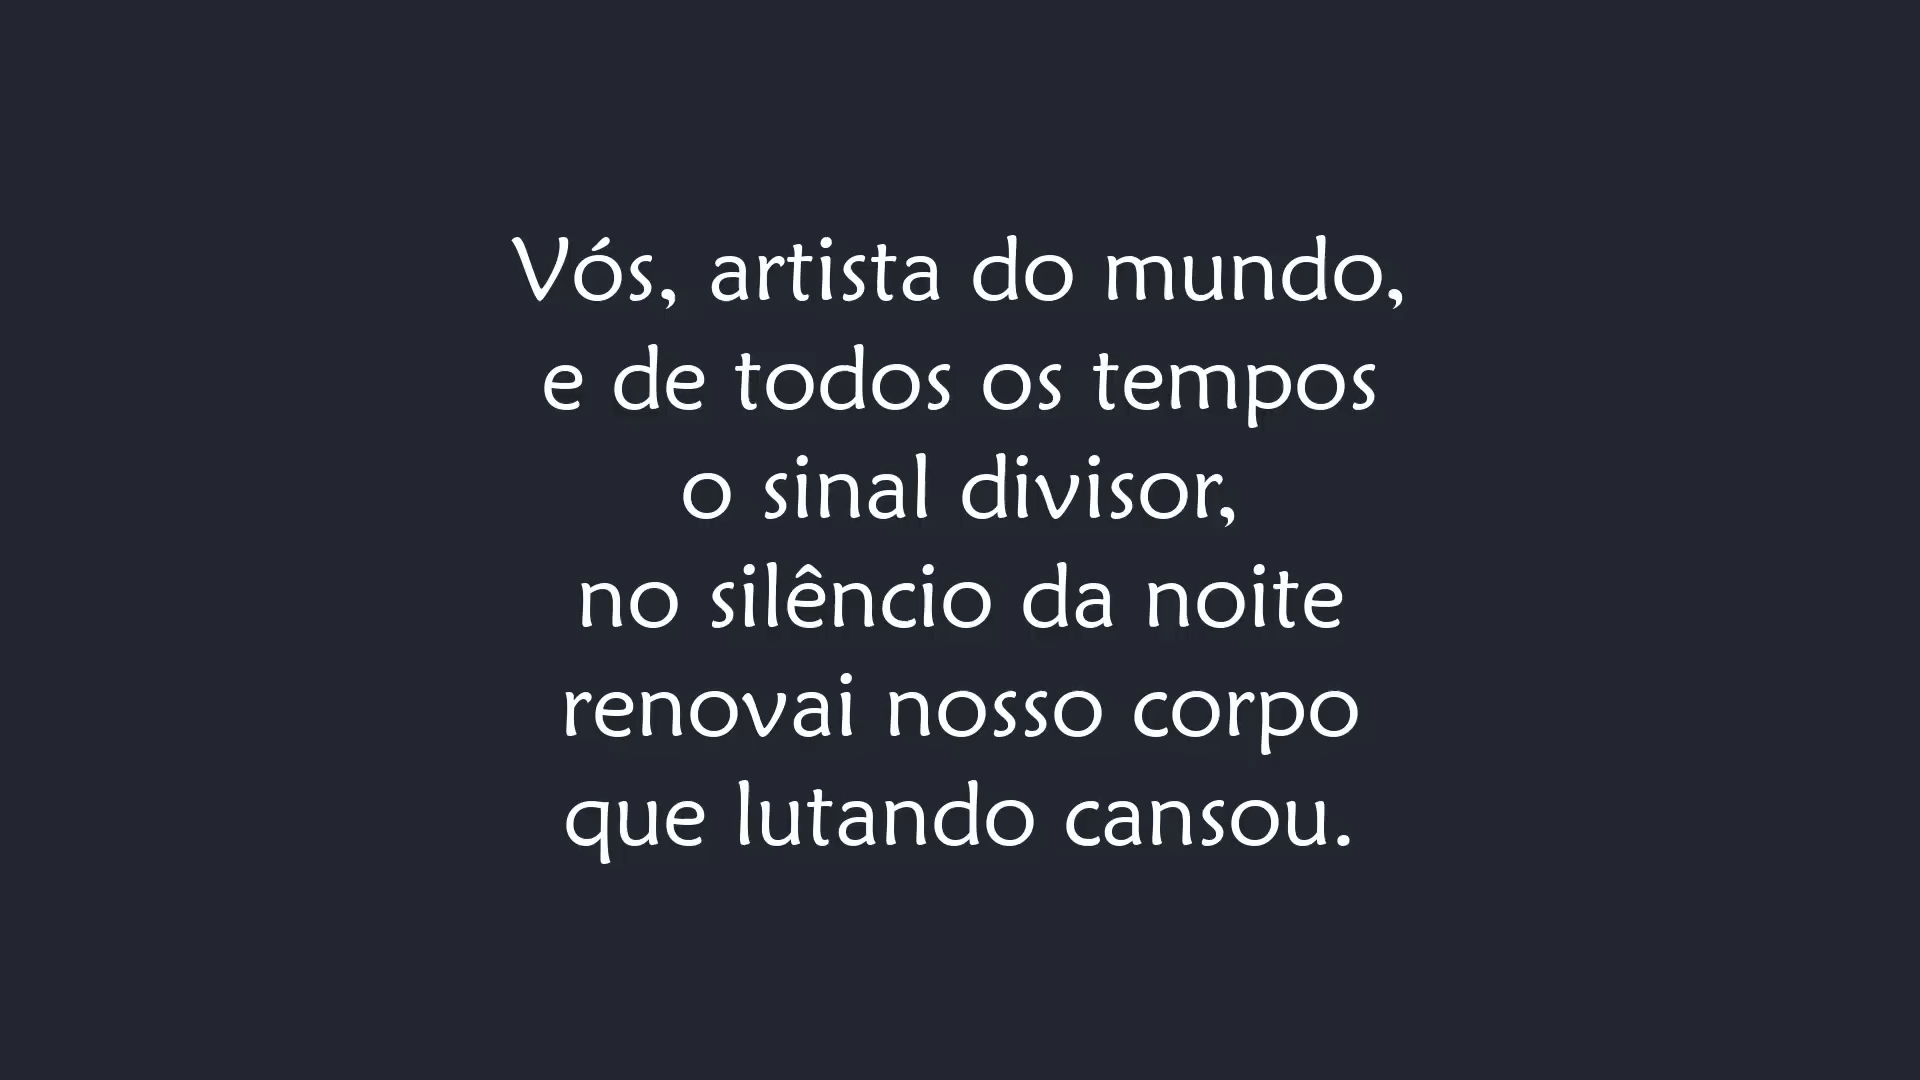 Vós, artista do mundo,
e de todos os tempos
o sinal divisor,
no silêncio da noite
renovai nosso corpo
que lutando cansou.